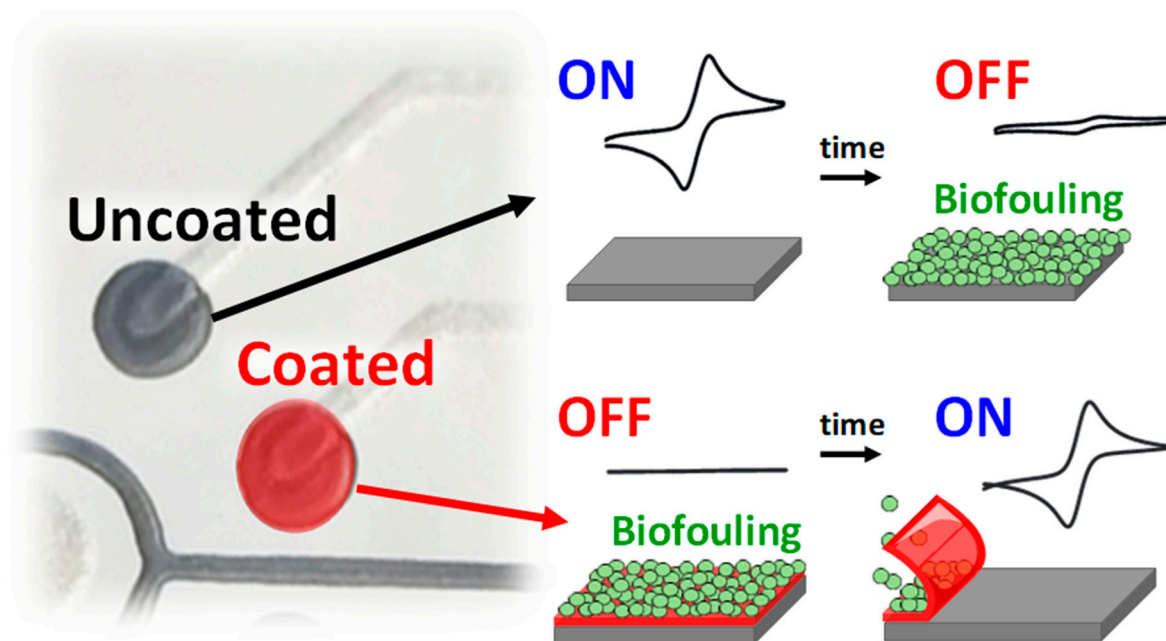 Uncoated
Coated
ON
time
OFF
Biofouling
OFF
time
ON
Biofouling